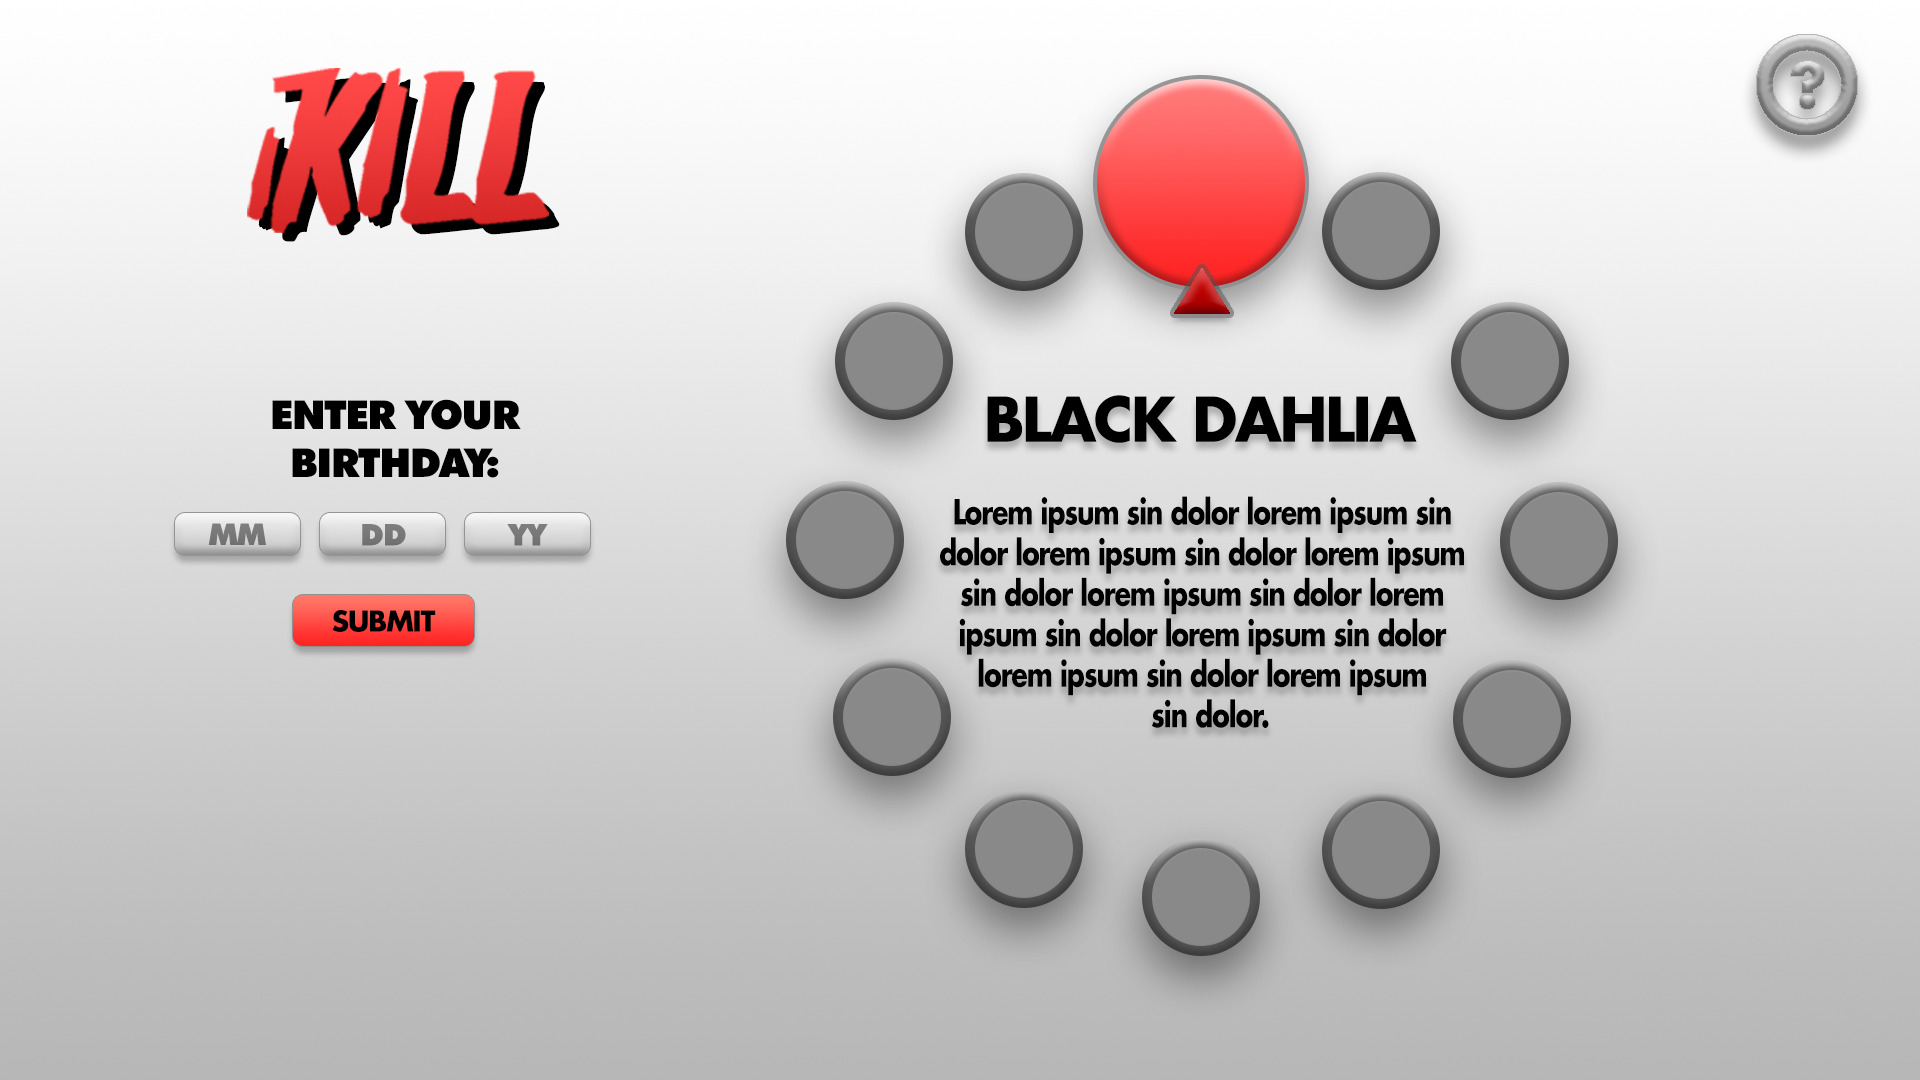 iKILL
?
ENTER YOUR
BIRTHDAY:
MM DD YY
SUBMIT
BLACK DAHLIA
Lorem ipsum sin dolor lorem ipsum sin
dolor lorem ipsum sin dolor lorem ipsum
sin dolor lorem ipsum sin dolor lorem
ipsum sin dolor lorem ipsum sin dolor
lorem ipsum sin dolor lorem ipsum
sin dolor.